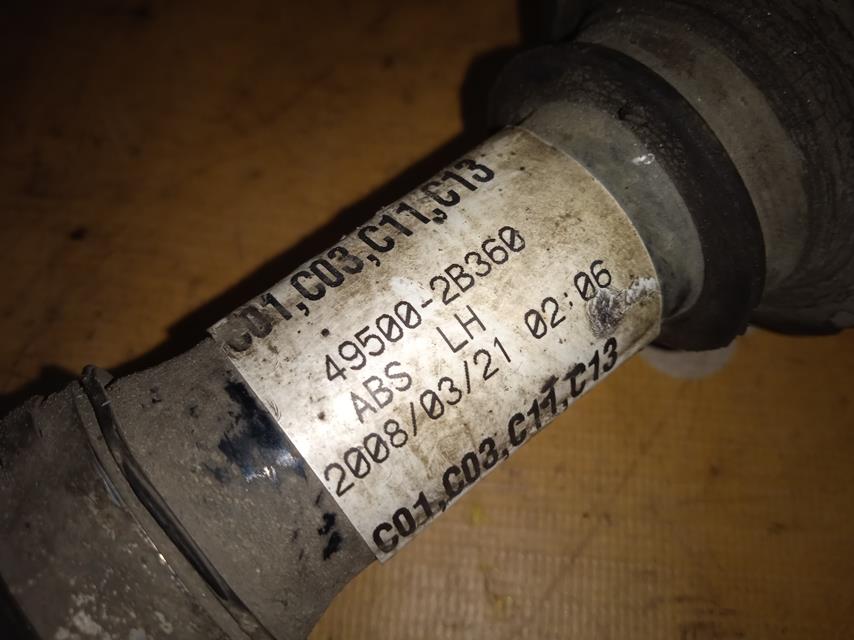 C01,C03,C11,C13
49500-2B360
ABS LH
2008/03/21 02:06
C01,C03,C11,C13